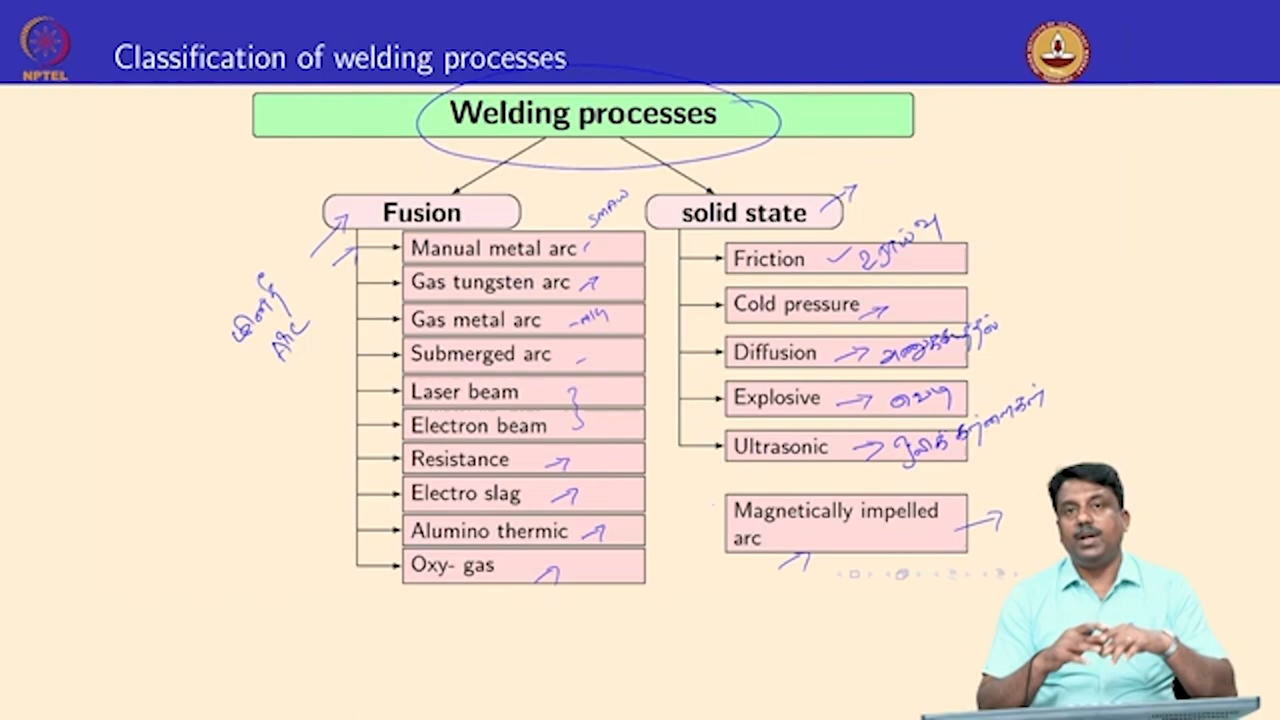 NPTEL
Classification of welding processes
Welding processes
Fusion
SMAW
Manual metal arc
Gas tungsten arc
Gas metal arc
Submerged arc
Laser beam
Electron beam
Resistance
Electro slag
Alumino thermic
Oxy- gas
மின்
ARC
solid state
Friction உராய்வு
Cold pressure
Diffusion
Explosive வெடி
Ultrasonic
Magnetically impelled
arc